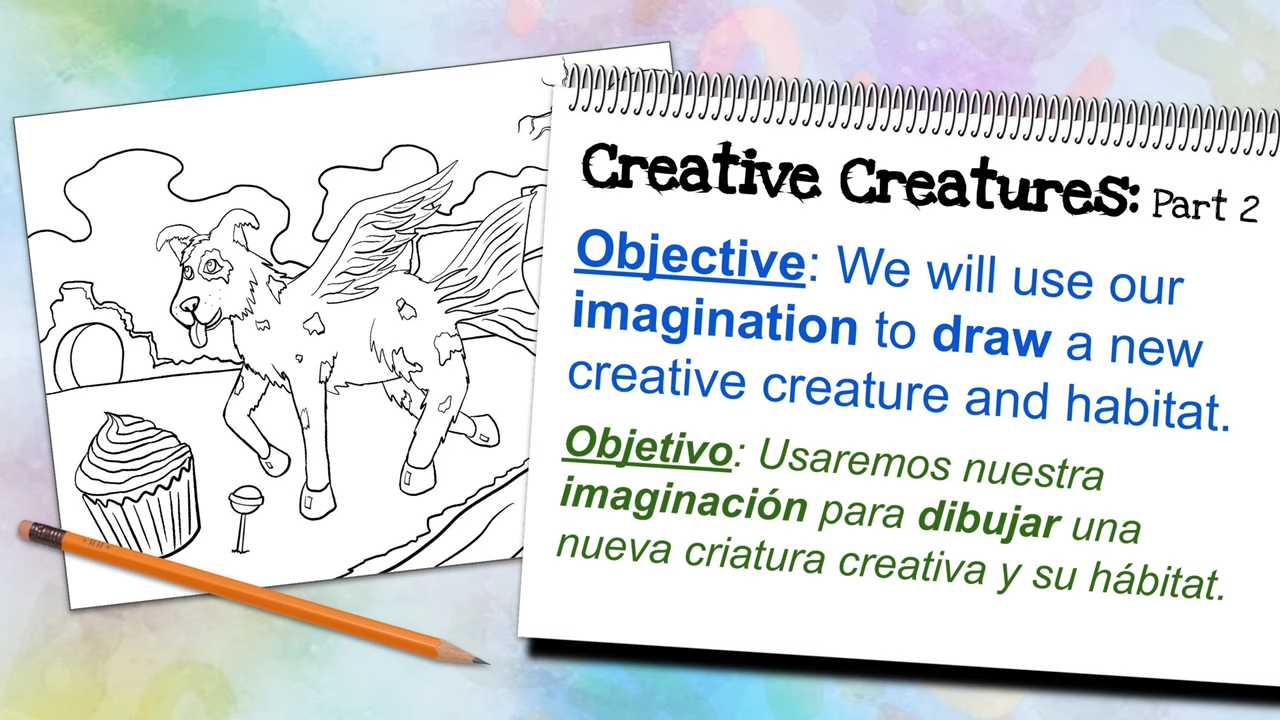 Creative Creatures: Part 2
Objective: We will use our
imagination to draw a new
creative creature and habitat.
Objetivo: Usaremos nuestra
imaginación para dibujar una
nueva criatura creativa y su hábitat.